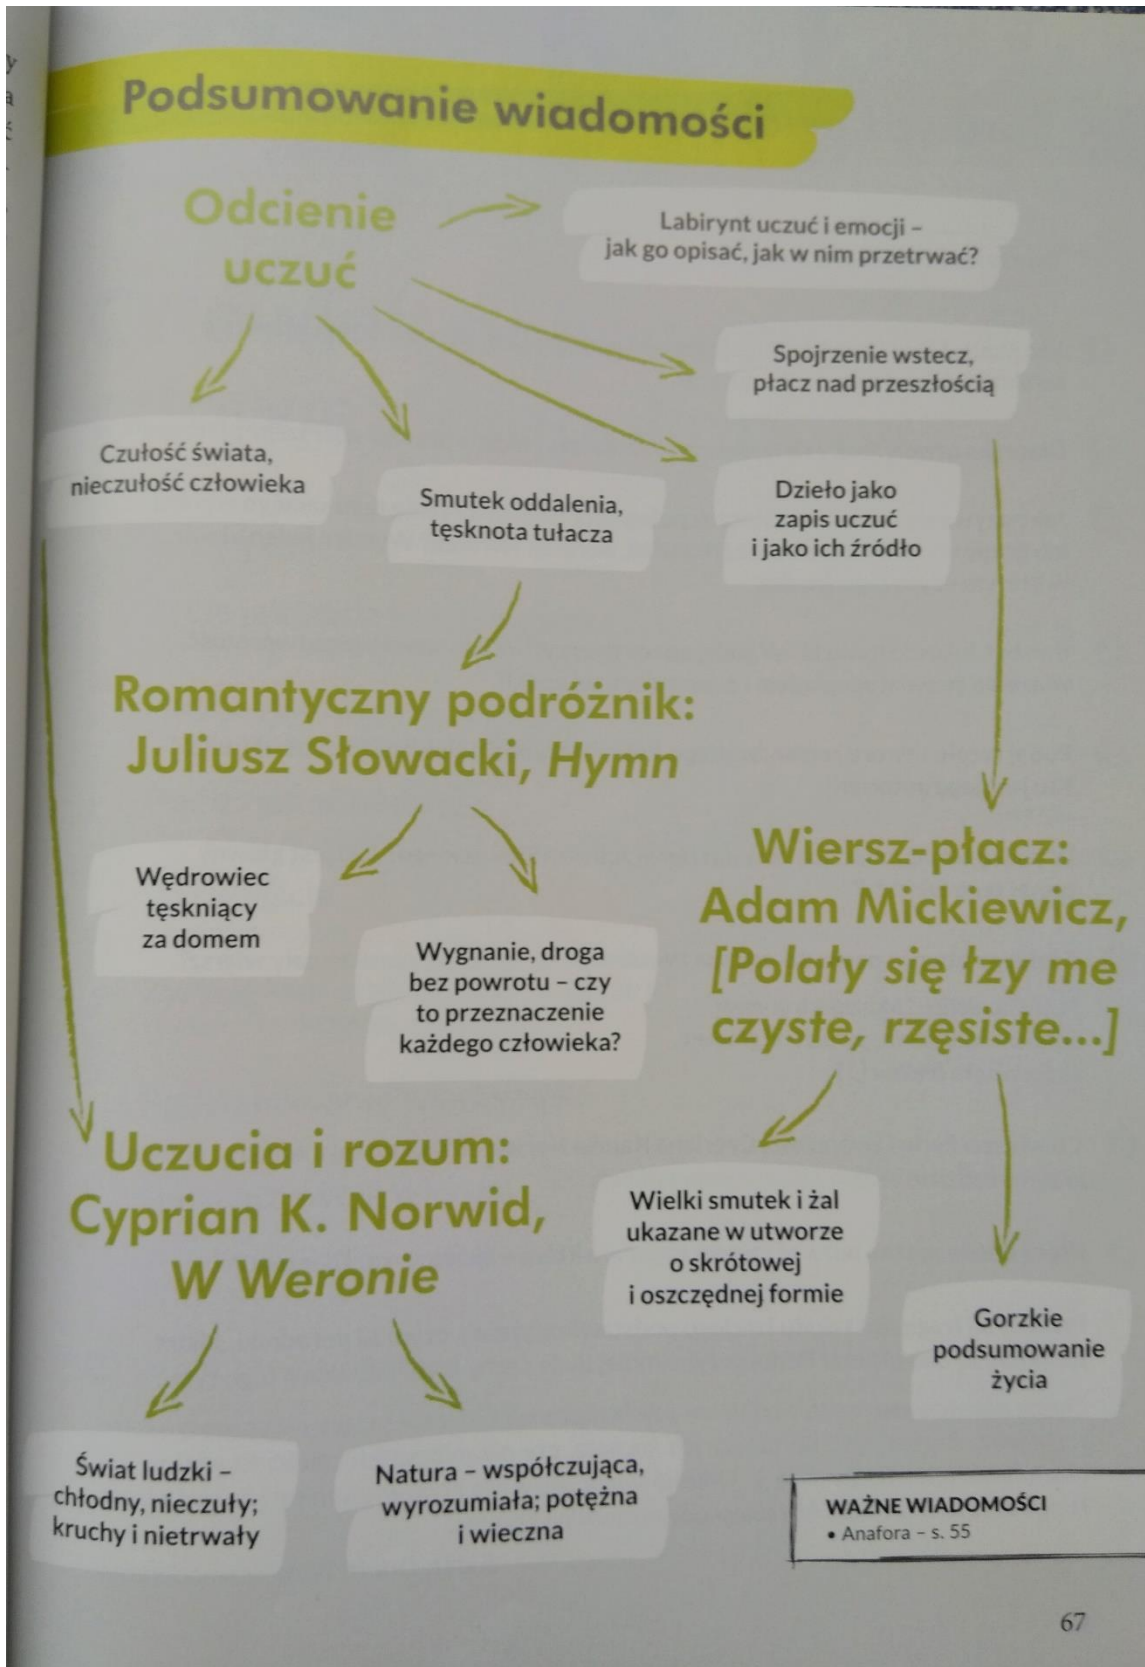 Podsumowanie wiadomości
Odcienie
uczuć
Labirynt uczuć i emocji –
jak go opisać, jak w nim przetrwać?
Spojrzenie wstecz,
płacz nad przeszłością
Czułość świata,
nieczułość człowieka
Smutek oddalenia,
tęsknota tułacza
Dzieło jako
zapis uczuć
i jako ich źródło
Romantyczny podróżnik:
Juliusz Słowacki, Hymn
Wędrowiec
tęskniący
za domem
Wygnanie, droga
bez powrotu – czy
to przeznaczenie
każdego człowieka?
Wiersz-płacz:
Adam Mickiewicz,
[Polały się łzy me
czyste, rzęsiste...]
Uczucia i rozum:
Cyprian K. Norwid,
W Weronie
Wielki smutek i żal
ukazane w utworze
o skrótowej
i oszczędnej formie
Gorzkie
podsumowanie
życia
Świat ludzki –
chłodny, nieczuły;
kruchy i nietrwały
Natura – współczująca,
wyrozumiała; potężna
i wieczna
WAŻNE WIADOMOŚCI
• Anafora – s. 55
67